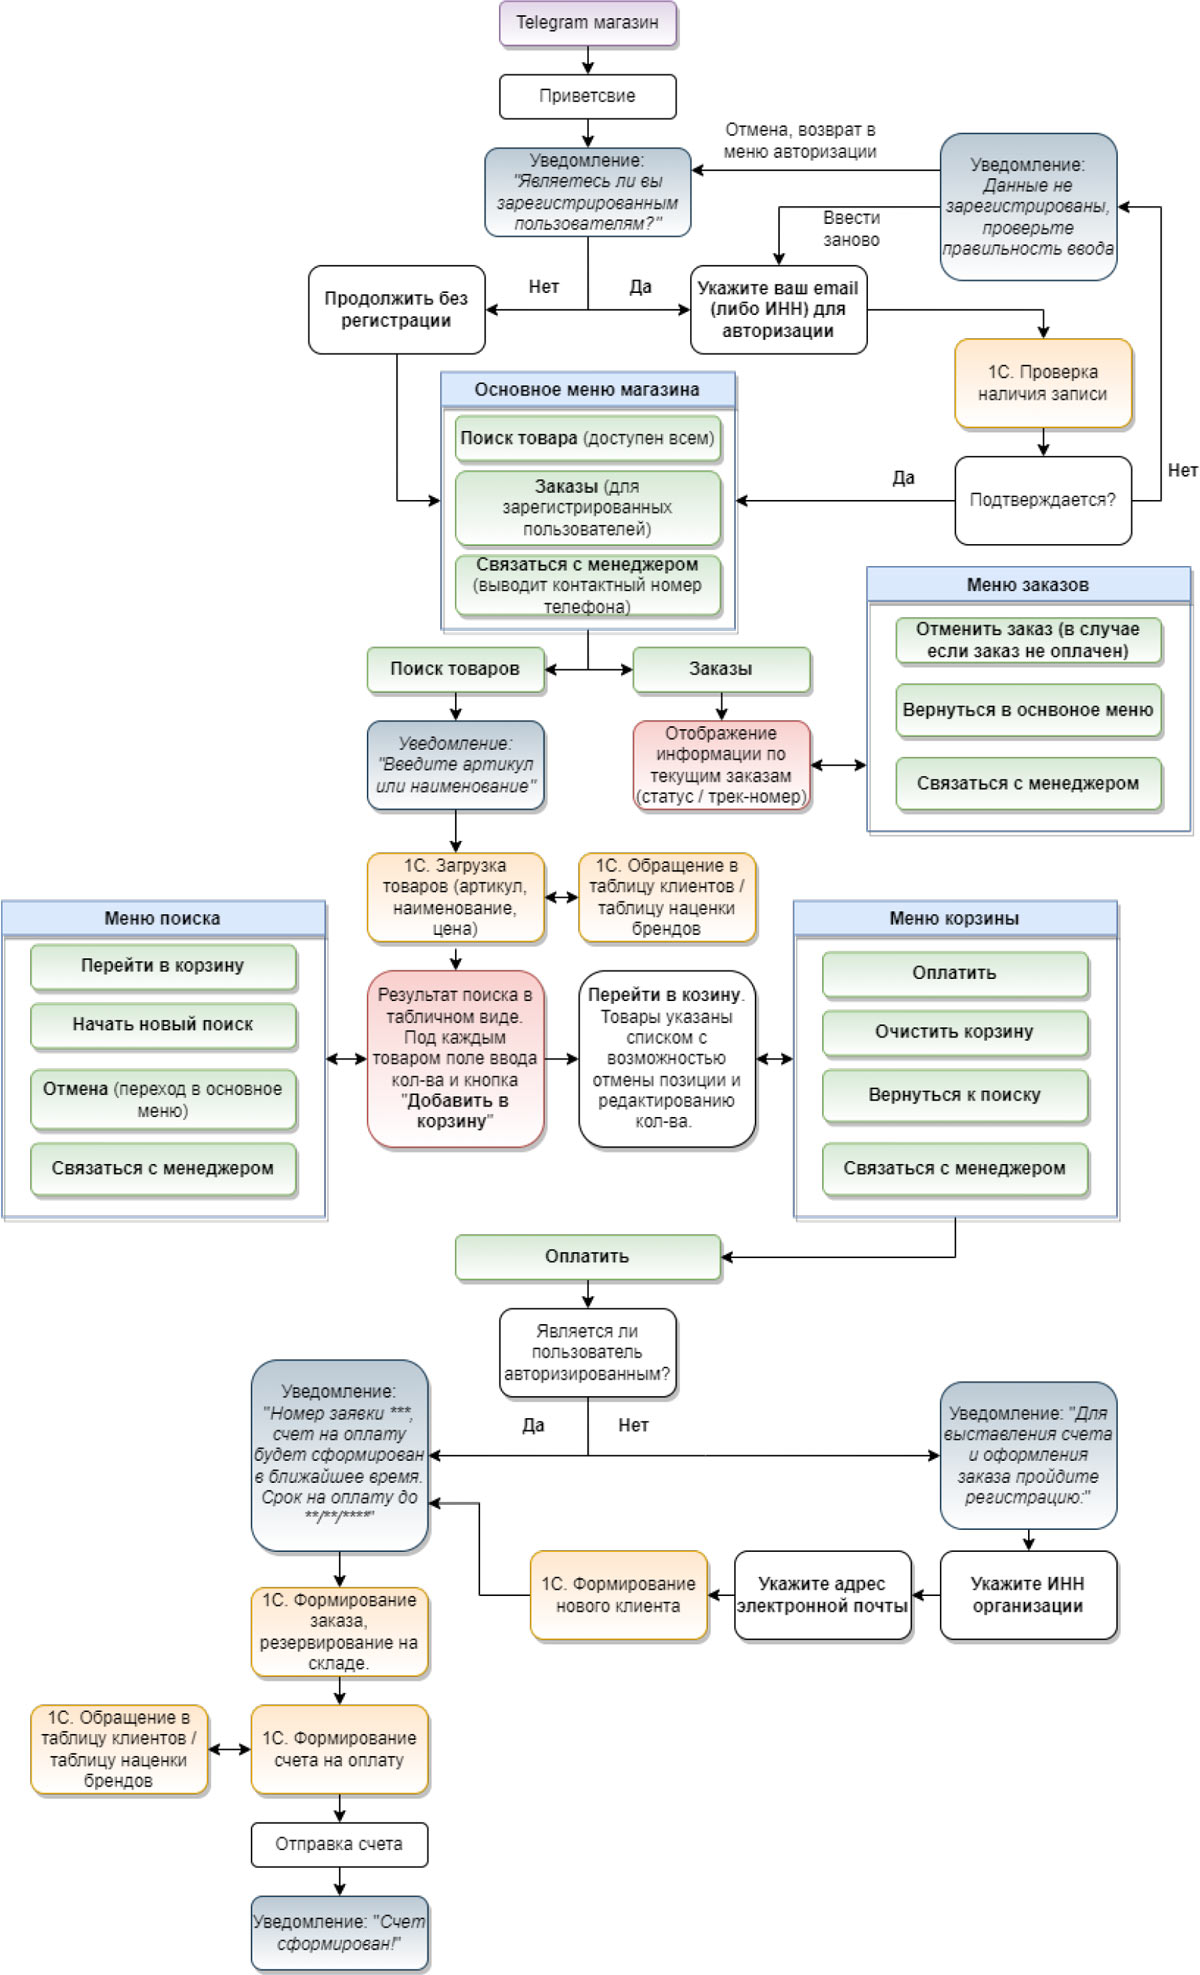 Telegram магазин
Приветсвие
Уведомление:
"Являетесь ли вы
зарегистрированным
пользователям?"
Отмена, возврат в
меню авторизации
Уведомление:
Данные не
зарегистрированы,
проверьте
правильность ввода
Ввести
заново
Нет
Да
Продолжить без
регистрации
Укажите ваш email
(либо ИНН) для
авторизации
1С. Проверка
наличия записи
Основное меню магазина
Поиск товара (доступен всем)
Заказы (для
зарегистрированных
пользователей)
Связаться с менеджером
(выводит контактный номер
телефона)
Да
Подтверждается?
Нет
Меню заказов
Отменить заказ (в случае
если заказ не оплачен)
Вернуться в оснвоное меню
Связаться с менеджером
Поиск товаров
Заказы
Уведомление:
"Введите артикул
или наименование"
Отображение
информации по
текущим заказам
(статус / трек-номер)
1С. Загрузка
товаров (артикул,
наименование,
цена)
1С. Обращение в
таблицу клиентов /
таблицу наценки
брендов
Меню поиска
Перейти в корзину
Начать новый поиск
Отмена (переход в основное
меню)
Связаться с менеджером
Результат поиска в
табличном виде.
Под каждым
товаром поле ввода
кол-ва и кнопка
"Добавить в
корзину"
Перейти в козину.
Товары указаны
списком с
возможностью
отмены позиции и
редактированию
кол-ва.
Меню корзины
Оплатить
Очистить корзину
Вернуться к поиску
Связаться с менеджером
Оплатить
Является ли
пользователь
авторизированным?
Да
Нет
Уведомление:
"Номер заявки ***,
счет на оплату
будет сформирован
в ближайшее время.
Срок на оплату до
**/**/****"
Уведомление: "Для
выставления счета
и оформления
заказа пройдите
регистрацию:"
Укажите ИНН
организации
Укажите адрес
электронной почты
1С. Формирование
нового клиента
1С. Формирование
заказа,
резервирование на
складе.
1С. Обращение в
таблицу клиентов /
таблицу наценки
брендов
1С. Формирование
счета на оплату
Отправка счета
Уведомление: "Счет
сформирован!"